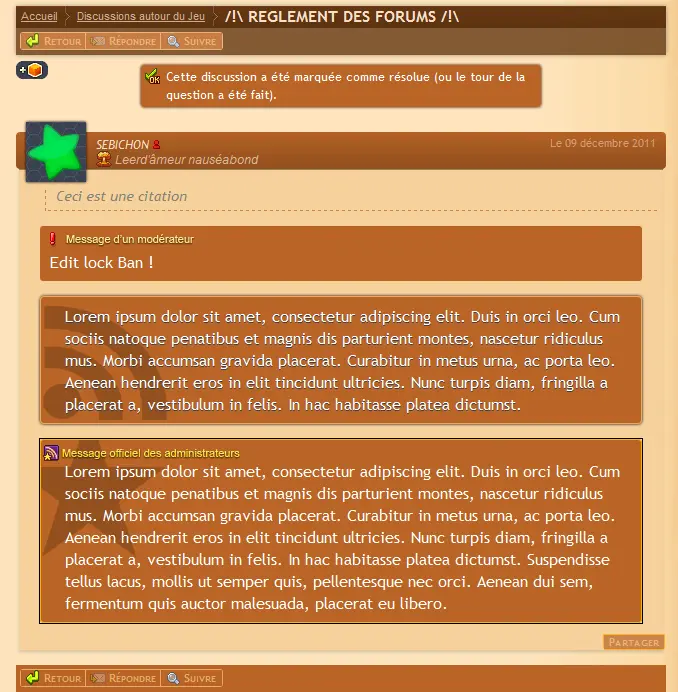 Accueil Discussions autour du Jeu /!\ REGLEMENT DES FORUMS /!\
Retour Répondre Suivre
+
Cette discussion a été marquée comme résolue (ou le tour de la
question a été fait).
SEBICHON Le 09 décembre 2011
Leerd'âmeur nauséabond
Ceci est une citation
Message d'un modérateur
Edit lock Ban !
Lorem ipsum dolor sit amet, consectetur adipiscing elit. Duis in orci leo. Cum
sociis natoque penatibus et magnis dis parturient montes, nascetur ridiculus
mus. Morbi accumsan gravida placerat. Curabitur in metus urna, ac porta leo.
Aenean hendrerit eros in elit tincidunt ultricies. Nunc turpis diam, fringilla a
placerat a, vestibulum in felis. In hac habitasse platea dictumst.
Message officiel des administrateurs
Lorem ipsum dolor sit amet, consectetur adipiscing elit. Duis in orci leo. Cum
sociis natoque penatibus et magnis dis parturient montes, nascetur ridiculus
mus. Morbi accumsan gravida placerat. Curabitur in metus urna, ac porta leo.
Aenean hendrerit eros in elit tincidunt ultricies. Nunc turpis diam, fringilla a
placerat a, vestibulum in felis. In hac habitasse platea dictumst. Suspendisse
tellus lacus, mollis ut semper quis, pellentesque nec orci. Aenean dui sem,
fermentum quis auctor malesuada, placerat eu libero.
Partager
Retour Répondre Suivre